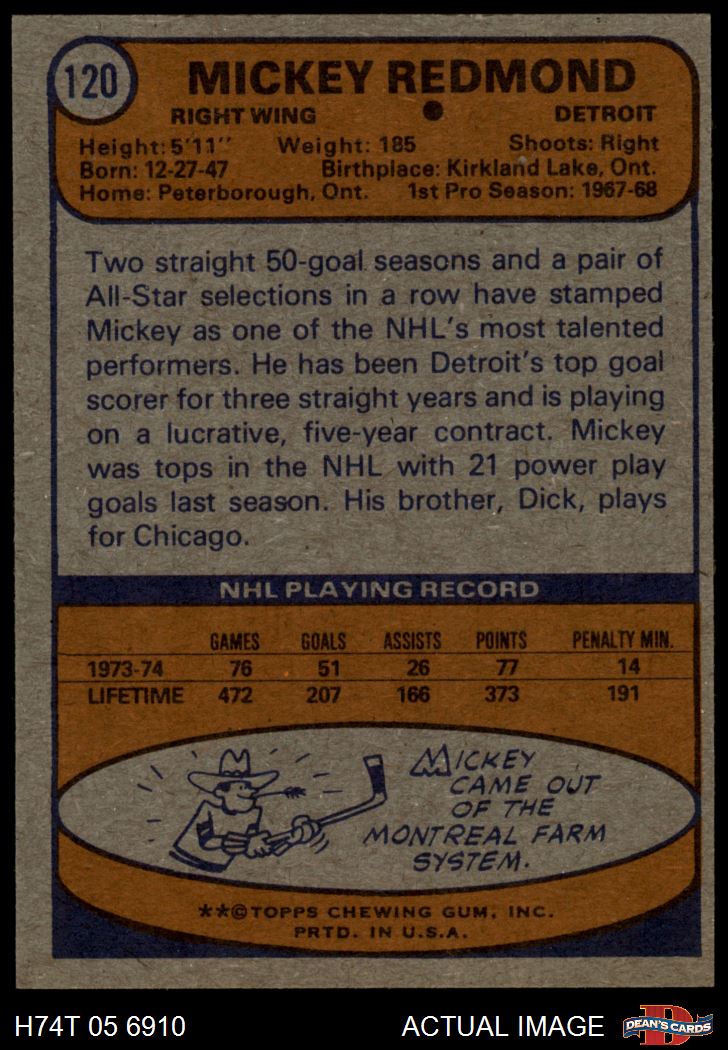 120
MICKEY REDMOND
RIGHT WING DETROIT
Height: 5'11" Weight: 185 Shoots: Right
Born: 12-27-47 Birthplace: Kirkland Lake, Ont.
Home: Peterborough, Ont. 1st Pro Season: 1967-68
Two straight 50-goal seasons and a pair of
All-Star selections in a row have stamped
Mickey as one of the NHL's most talented
performers. He has been Detroit's top goal
scorer for three straight years and is playing
on a lucrative, five-year contract. Mickey
was tops in the NHL with 21 power play
goals last season. His brother, Dick, plays
for Chicago.
NHL PLAYING RECORD
GAMES GOALS ASSISTS POINTS PENALTY MIN.
1973-74 76 51 26 77 14
LIFETIME 472 207 166 373 191
MICKEY
CAME OUT
OF THE
MONTREAL FARM
SYSTEM.
**©TOPPS CHEWING GUM, INC.
PRTD. IN U.S.A.
H74T 05 6910 ACTUAL IMAGE
D
DEAN'S CARDS